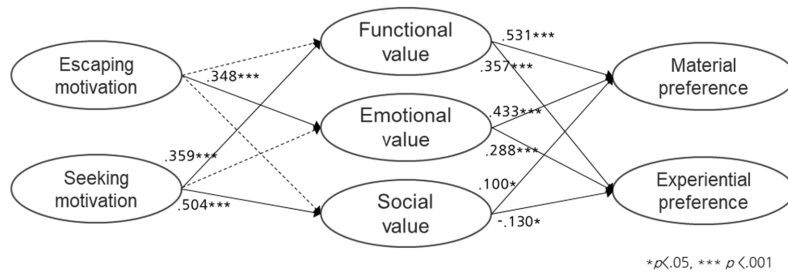 Escaping
motivation
Seeking
motivation
.348***
.359***
.504***
Functional
value
Emotional
value
Social
value
.531***
.357***
.433***
.288***
.100*
-.130*
Material
preference
Experiential
preference
*p<.05, *** p <.001